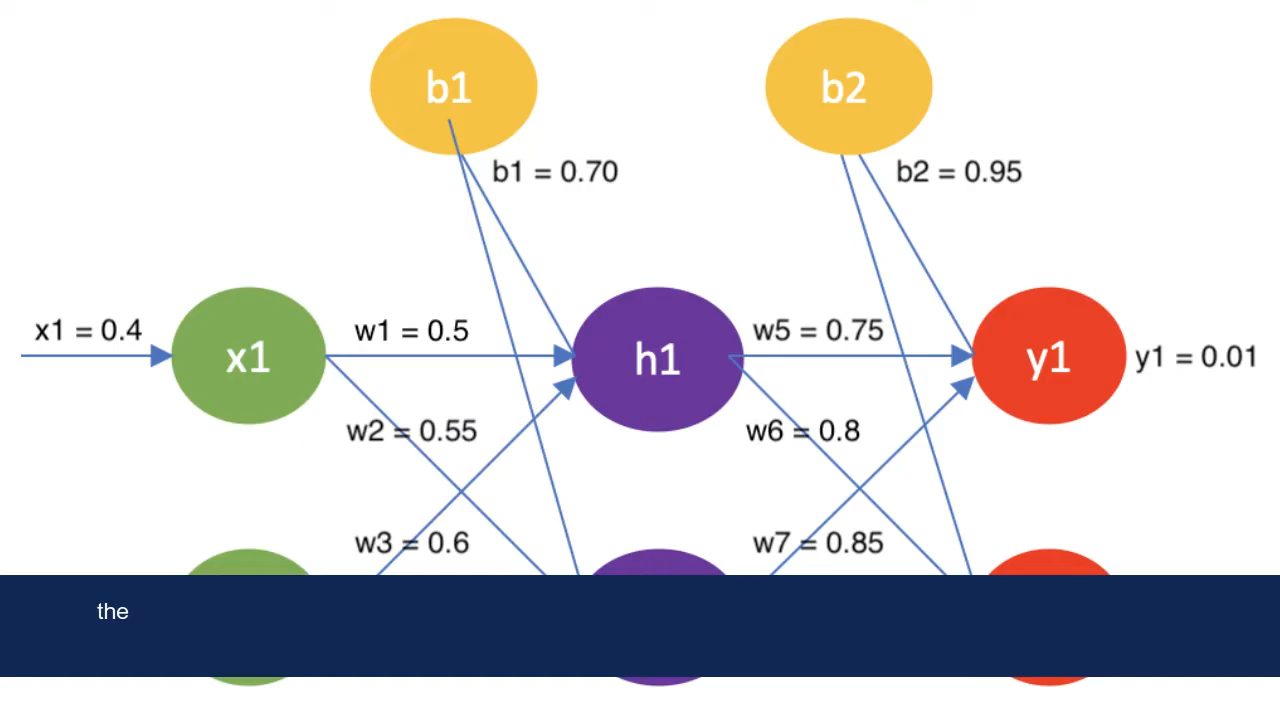 b1
b2
b1 = 0.70
b2 = 0.95
x1 = 0.4
w1 = 0.5
w5 = 0.75
x1
h1
y1
y1 = 0.01
w2 = 0.55
w6 = 0.8
w3 = 0.6
w7 = 0.85
the